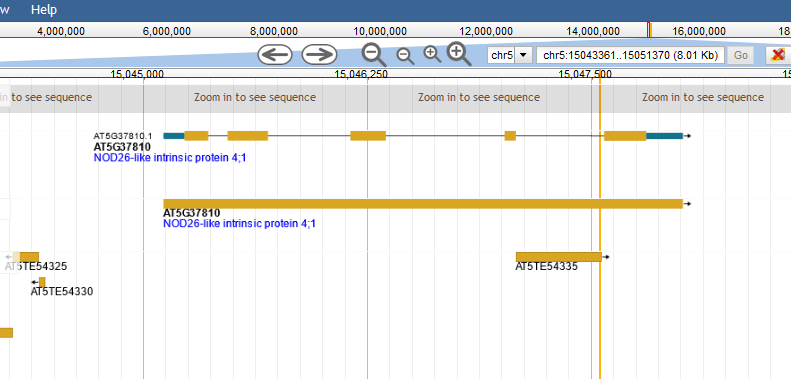 w Help
4,000,000 6,000,000 8,000,000 10,000,000 12,000,000 14,000,000 16,000,000 18
chr5 chr5:15043361..15051370 (8.01 Kb) Go
15,045,000 15,046,250 15,047,500 15
in to see sequence Zoom in to see sequence Zoom in to see sequence Zoom in to see sequence
AT5G37810.1
AT5G37810
NOD26-like intrinsic protein 4;1
AT5G37810
NOD26-like intrinsic protein 4;1
AT5TE54325 AT5TE54335
AT5TE54330